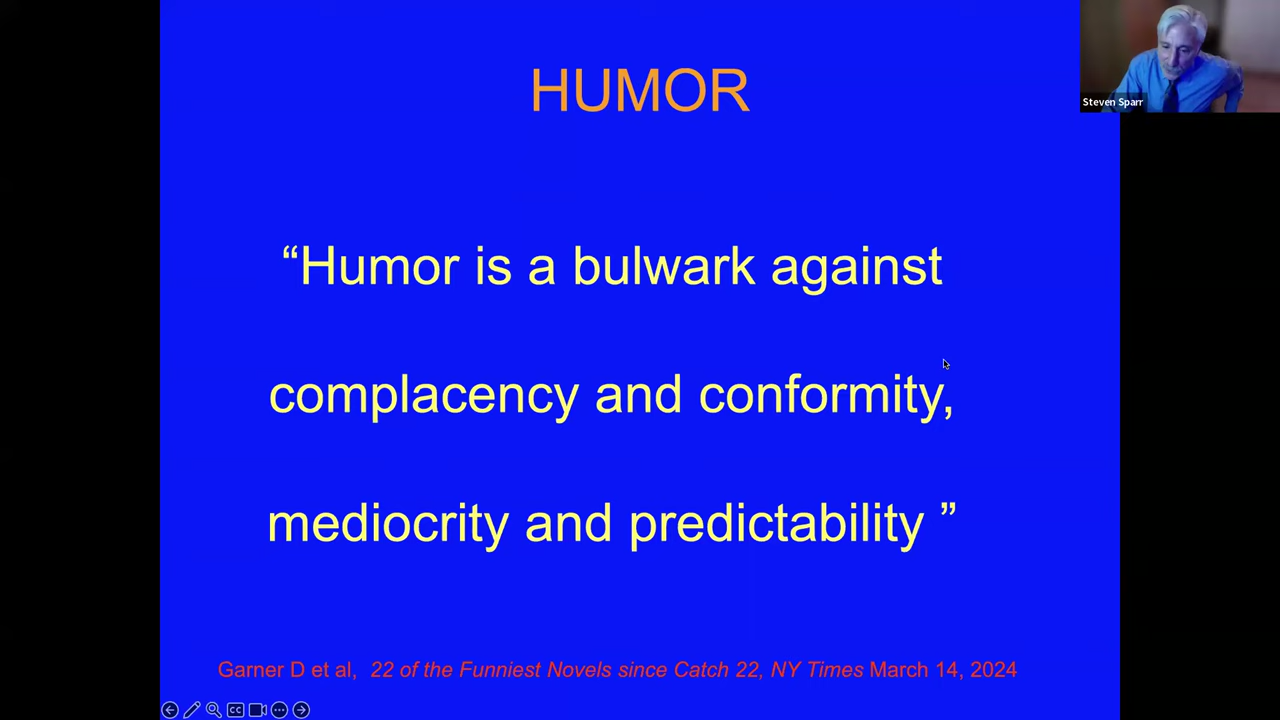 HUMOR
Steven Sparr
“Humor is a bulwark against
complacency and conformity,
mediocrity and predictability ”
Garner D et al, 22 of the Funniest Novels since Catch 22, NY Times March 14, 2024
CC